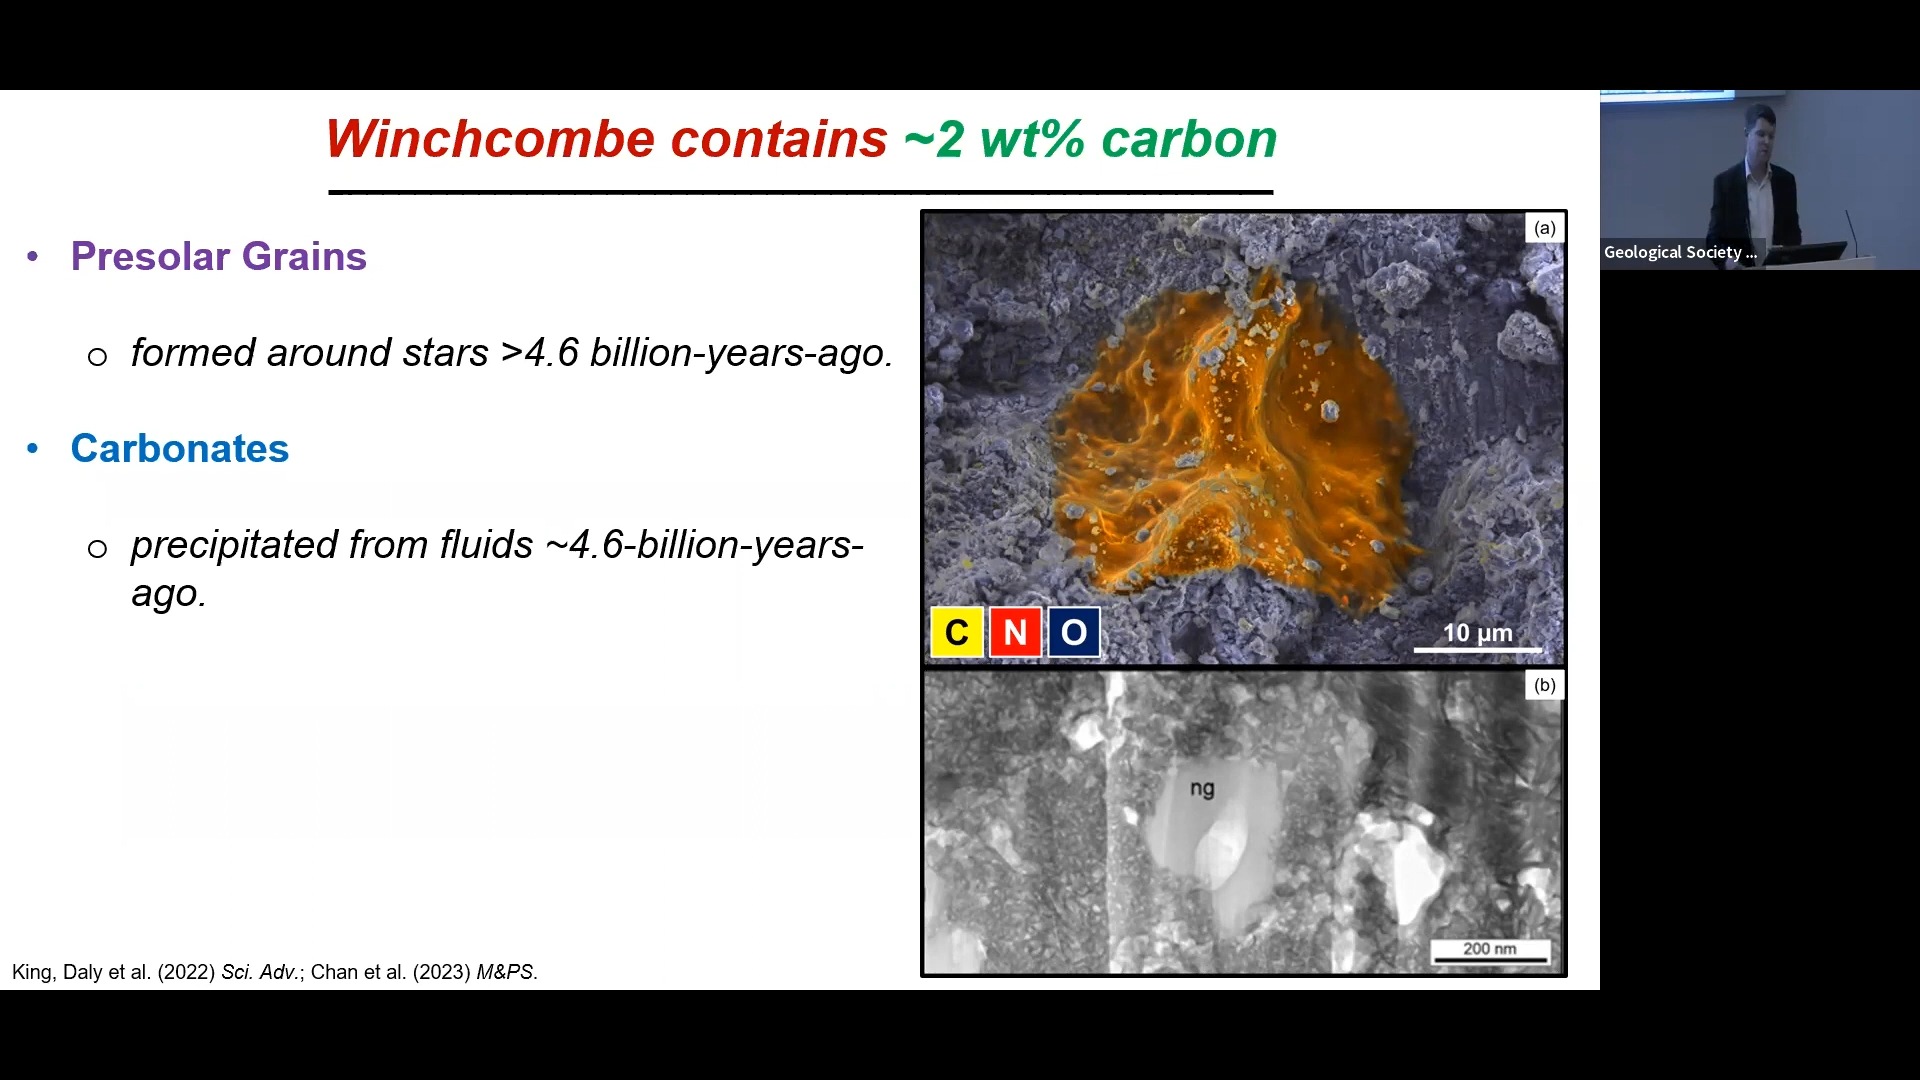 Winchcombe contains ~2 wt% carbon
• Presolar Grains
o formed around stars >4.6 billion-years-ago.
• Carbonates
o precipitated from fluids ~4.6-billion-years-
ago.
King, Daly et al. (2022) Sci. Adv.; Chan et al. (2023) M&PS.
(a)
C N O
10 µm
(b)
ng
200 nm
Geological Society ...